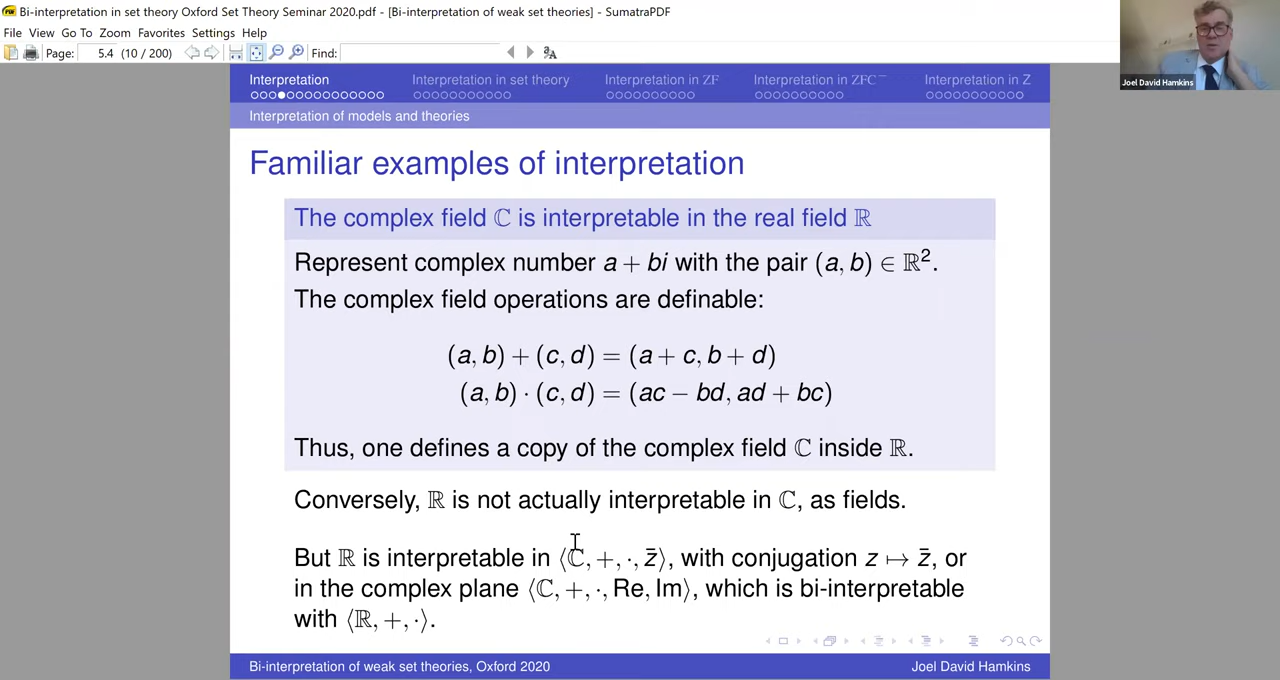 Bi-interpretation in set theory Oxford Set Theory Seminar 2020.pdf - [Bi-interpretation of weak set theories] - SumatraPDF
File View Go To Zoom Favorites Settings Help
Page: 5.4 (10 / 200) Find:
Joel David Hamkins
Interpretation Interpretation in set theory Interpretation in ZF Interpretation in ZFC⁻ Interpretation in Z
Interpretation of models and theories
Familiar examples of interpretation
The complex field ℂ is interpretable in the real field ℝ
Represent complex number a + bi with the pair (a, b) ∈ ℝ².
The complex field operations are definable:
(a, b) + (c, d) = (a + c, b + d)
(a, b) · (c, d) = (ac − bd, ad + bc)
Thus, one defines a copy of the complex field ℂ inside ℝ.
Conversely, ℝ is not actually interpretable in ℂ, as fields.
But ℝ is interpretable in ⟨ℂ, +, ·, z̄⟩, with conjugation z ↦ z̄, or
in the complex plane ⟨ℂ, +, ·, Re, Im⟩, which is bi-interpretable
with ⟨ℝ, +, ·⟩.
Bi-interpretation of weak set theories, Oxford 2020 Joel David Hamkins